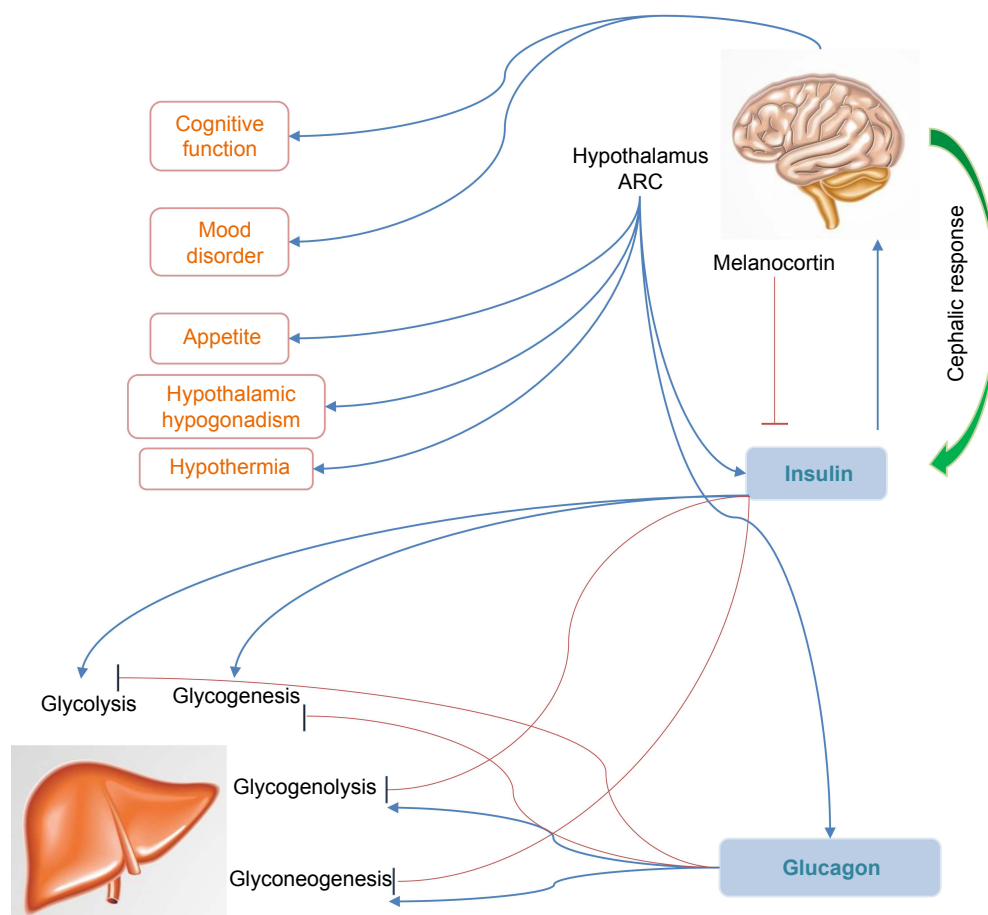 Cognitive
function
Hypothalamus
ARC
Mood
disorder
Melanocortin
Cephalic response
Appetite
Hypothalamic
hypogonadism
Hypothermia
Insulin
Glycolysis
Glycogenesis
Glycogenolysis
Glyconeogenesis
Glucagon